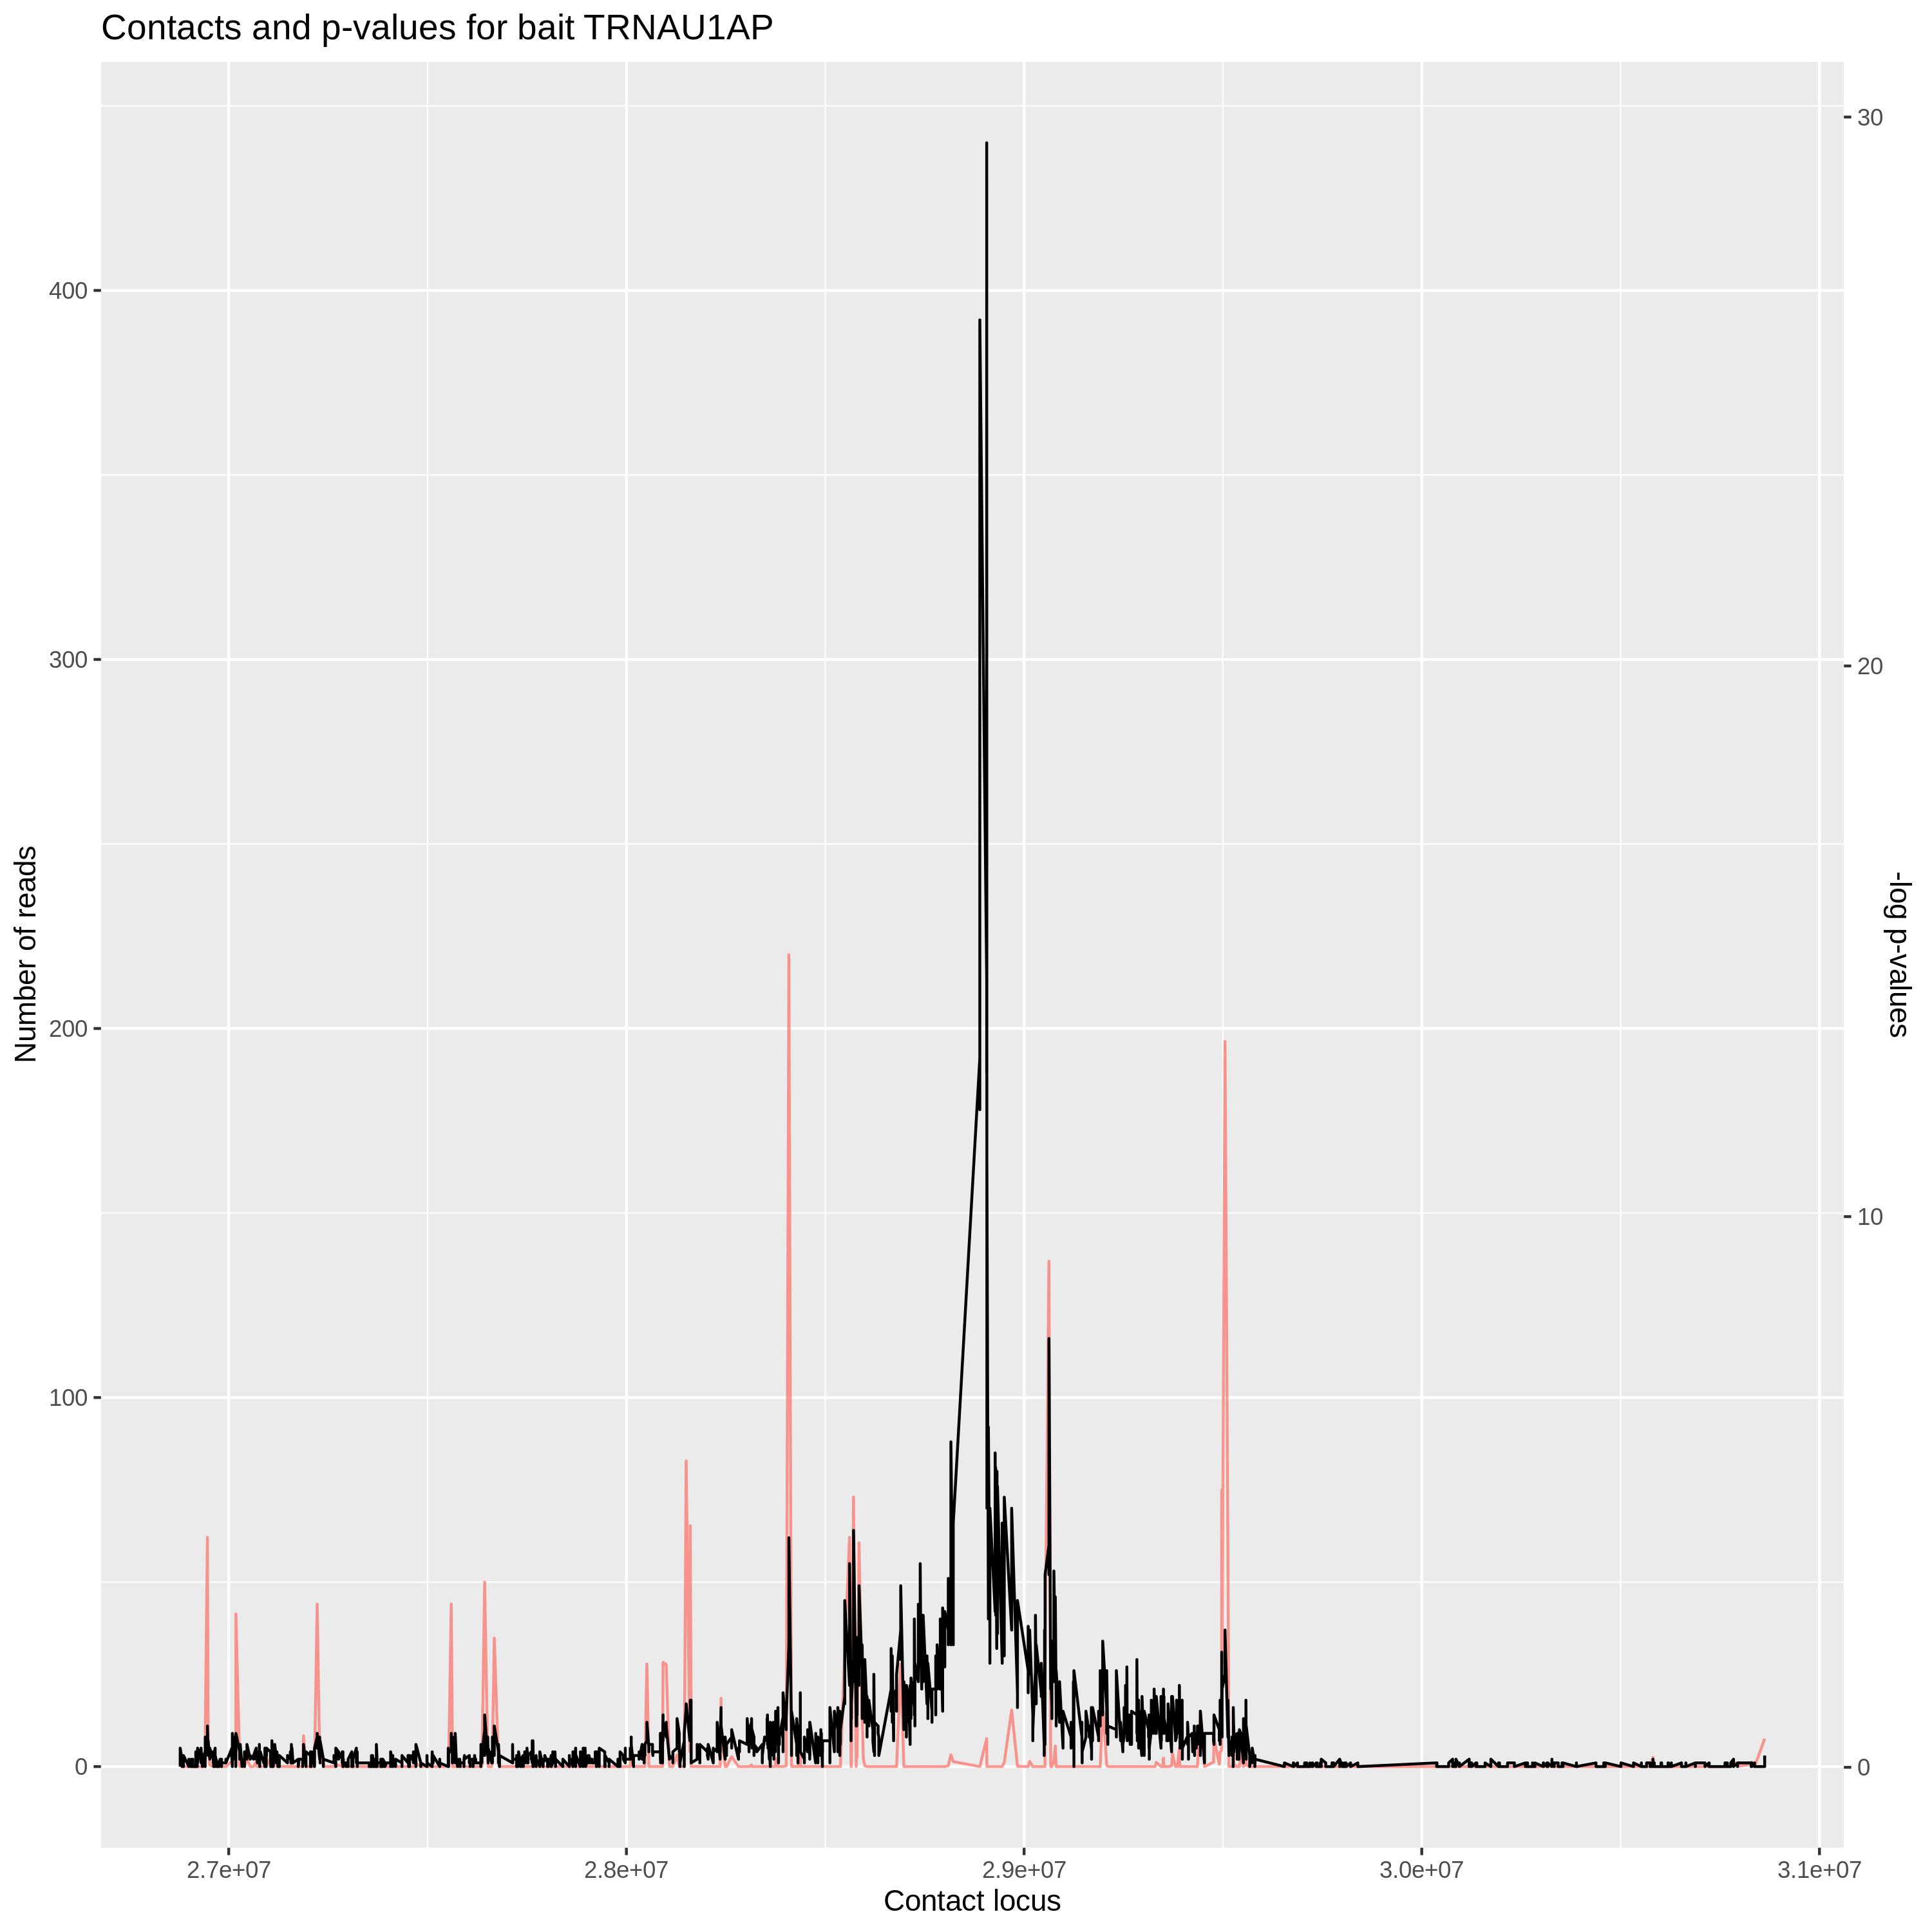 Contacts and p-values for bait TRNAU1AP
Number of reads
400
300
200
100
0
30
20
10
0
-log p-values
2.7e+07
2.8e+07
2.9e+07
3.0e+07
3.1e+07
Contact locus